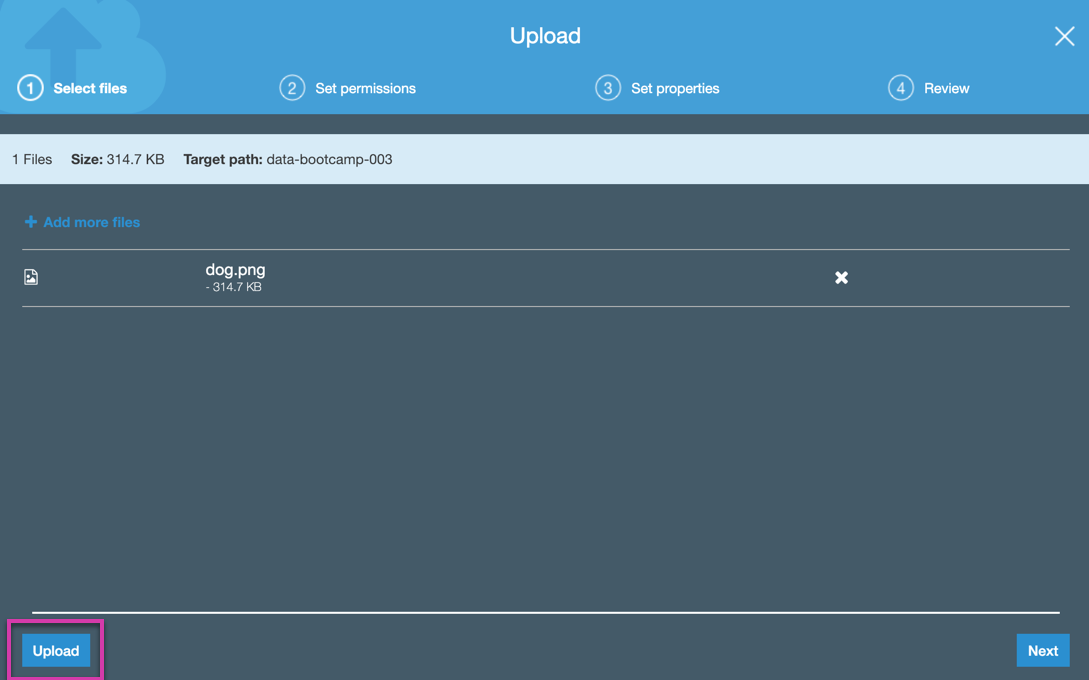 Upload
1 Select files
2 Set permissions
3 Set properties
4 Review
1 Files Size: 314.7 KB Target path: data-bootcamp-003
Add more files
dog.png
- 314.7 KB
Upload
Next